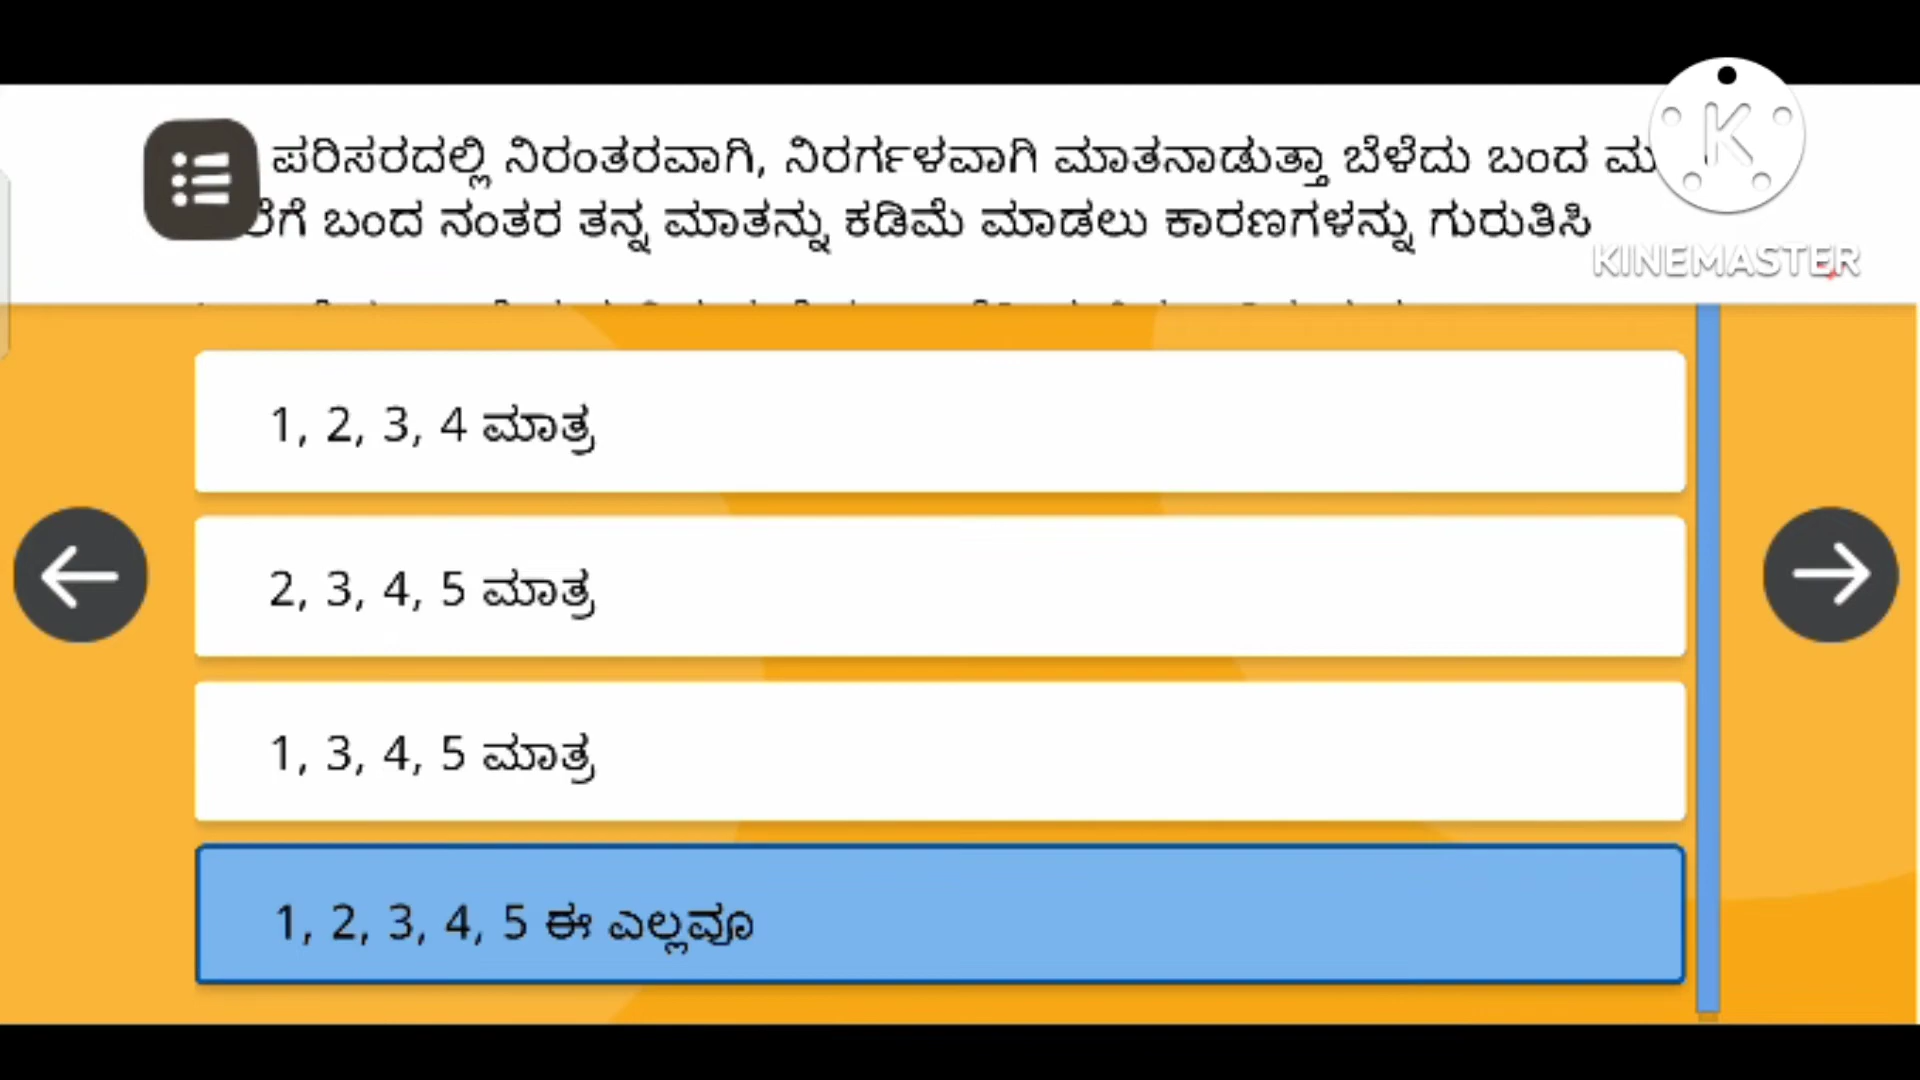 ಪರಿಸರದಲ್ಲಿ ನಿರಂತರವಾಗಿ, ನಿರರ್ಗಳವಾಗಿ ಮಾತನಾಡುತ್ತಾ ಬೆಳೆದು ಬಂದ
ಬಂದ ನಂತರ ತನ್ನ ಮಾತನ್ನು ಕಡಿಮೆ ಮಾಡಲು ಕಾರಣಗಳನ್ನು ಗುರುತಿಸಿ
KINEMASTER
1, 2, 3, 4 ಮಾತ್ರ
2, 3, 4, 5 ಮಾತ್ರ
1, 3, 4, 5 ಮಾತ್ರ
1, 2, 3, 4, 5 ಈ ಎಲ್ಲವೂ